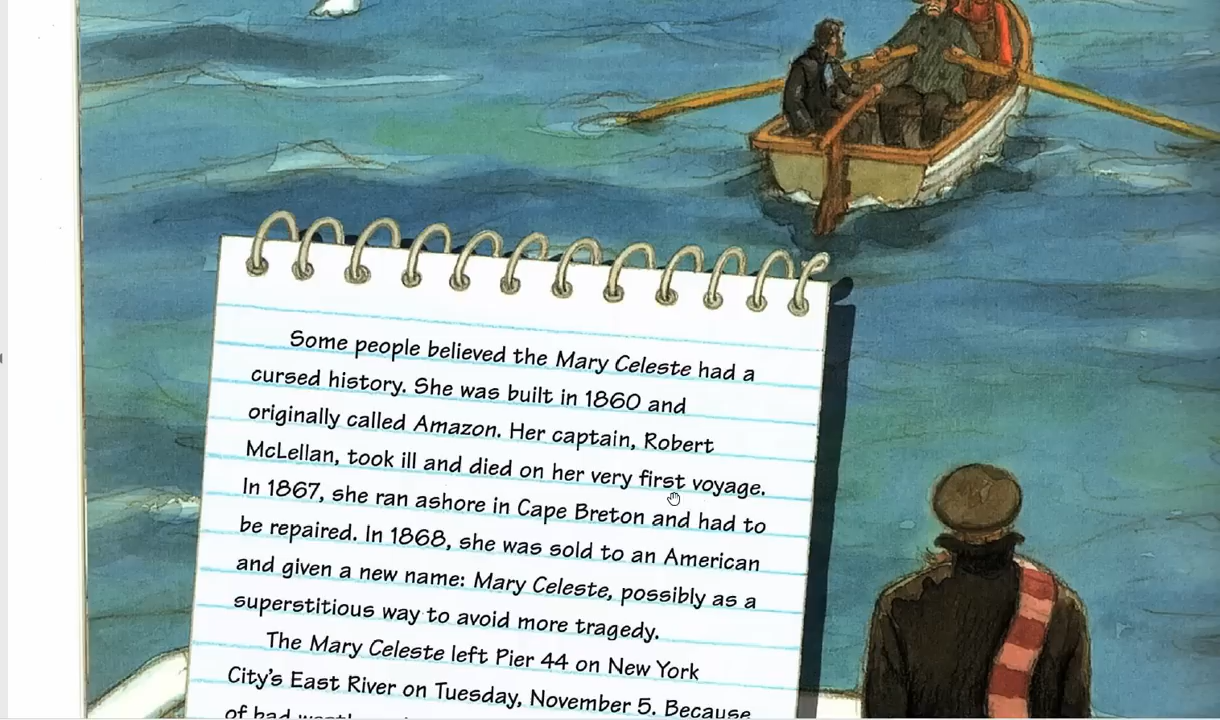 Some people believed the Mary Celeste had a
cursed history. She was built in 1860 and
originally called Amazon. Her captain, Robert
McLellan, took ill and died on her very first voyage.
In 1867, she ran ashore in Cape Breton and had to
be repaired. In 1868, she was sold to an American
and given a new name: Mary Celeste, possibly as a
superstitious way to avoid more tragedy.
The Mary Celeste left Pier 44 on New York
City's East River on Tuesday, November 5. Because
of bad